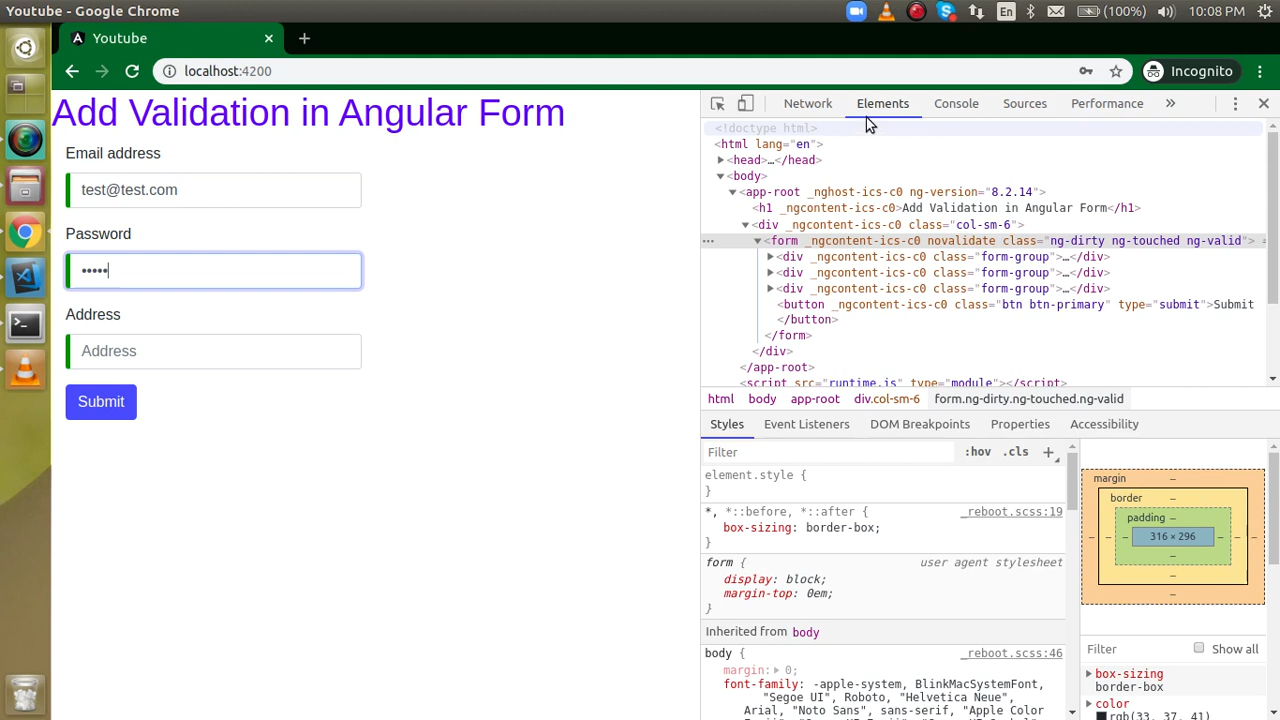 Youtube - Google Chrome
En
(100%)
10:08 PM
Youtube
localhost:4200
Incognito
Add Validation in Angular Form
Email address
test@test.com
Password
•••••
Address
Address
Submit
Network Elements Console Sources Performance »
<!doctype html>
<html lang="en">
<head>…</head>
<body>
<app-root _nghost-ics-c0 ng-version="8.2.14">
<h1 _ngcontent-ics-c0>Add Validation in Angular Form</h1>
<div _ngcontent-ics-c0 class="col-sm-6">
<form _ngcontent-ics-c0 novalidate class="ng-dirty ng-touched ng-valid">
<div _ngcontent-ics-c0 class="form-group">…</div>
<div _ngcontent-ics-c0 class="form-group">…</div>
<div _ngcontent-ics-c0 class="form-group">…</div>
<button _ngcontent-ics-c0 class="btn btn-primary" type="submit">Submit
</button>
</form>
</div>
</app-root>
<script src="runtime.js" type="module"></script>
html body app-root div.col-sm-6 form.ng-dirty.ng-touched.ng-valid
Styles Event Listeners DOM Breakpoints Properties Accessibility
Filter :hov .cls +
element.style {
}
*, *::before, *::after { _reboot.scss:19
box-sizing: border-box;
}
form { user agent stylesheet
display: block;
margin-top: 0em;
}
Inherited from body
body { _reboot.scss:46
margin: 0;
font-family: -apple-system, BlinkMacSystemFont,
"Segoe UI", Roboto, "Helvetica Neue",
Arial, "Noto Sans", sans-serif, "Apple Color
margin –
border –
padding –
– – – 316 × 296 – – –
–
–
–
Filter Show all
box-sizing
border-box
color
rgb(33, 37, 41)